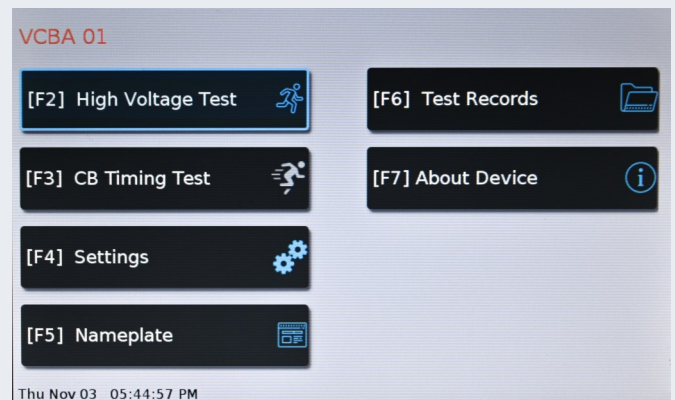 VCBA 01
[F2] High Voltage Test
[F3] CB Timing Test
[F4] Settings
[F5] Nameplate
[F6] Test Records
[F7] About Device
Thu Nov 03 05:44:57 PM